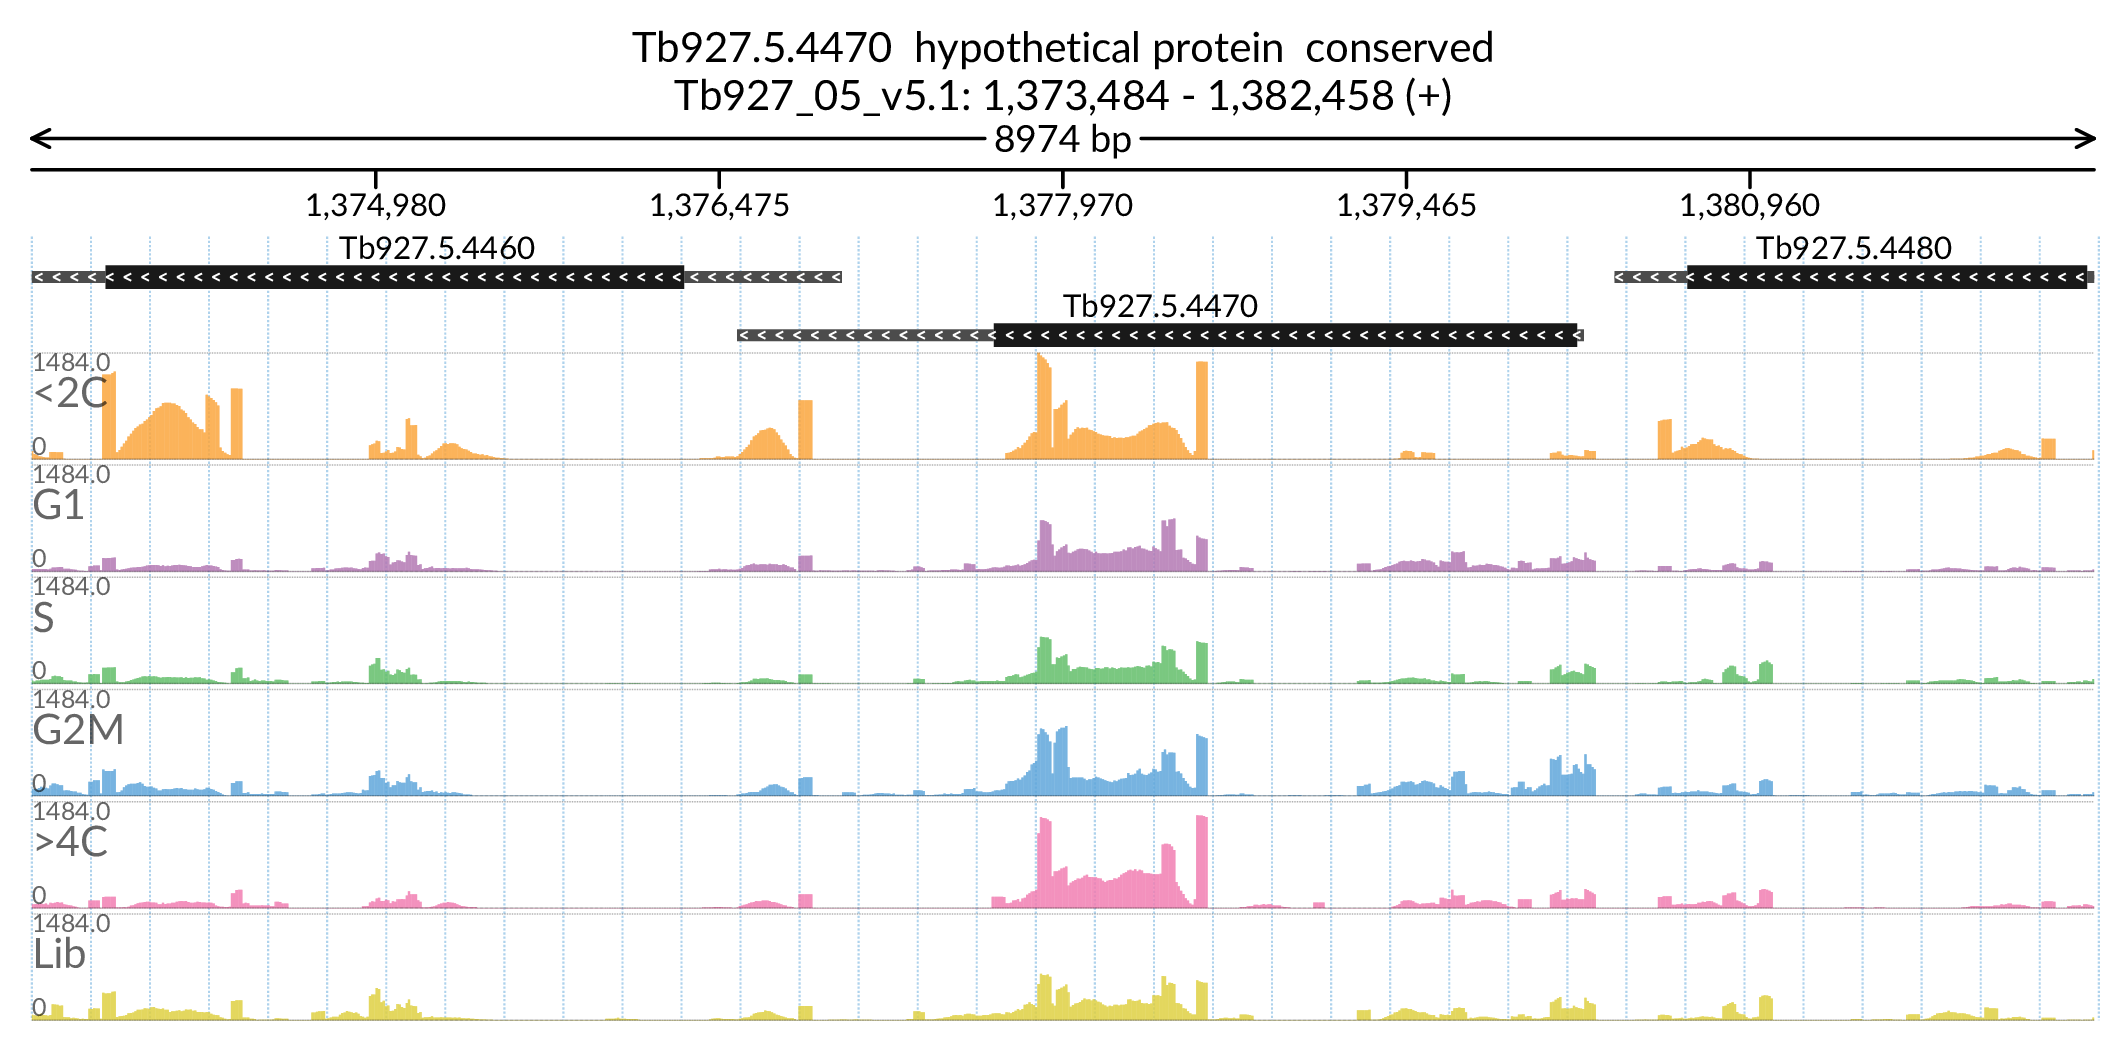 Tb927.5.4470 hypothetical protein conserved
Tb927_05_v5.1: 1,373,484 - 1,382,458 (+)
8974 bp
1,374,980 1,376,475 1,377,970 1,379,465 1,380,960
Tb927.5.4460 Tb927.5.4480
Tb927.5.4470
1484.0
<2C
0
1484.0
G1
0
1484.0
S
0
1484.0
G2M
0
1484.0
>4C
0
1484.0
Lib
0